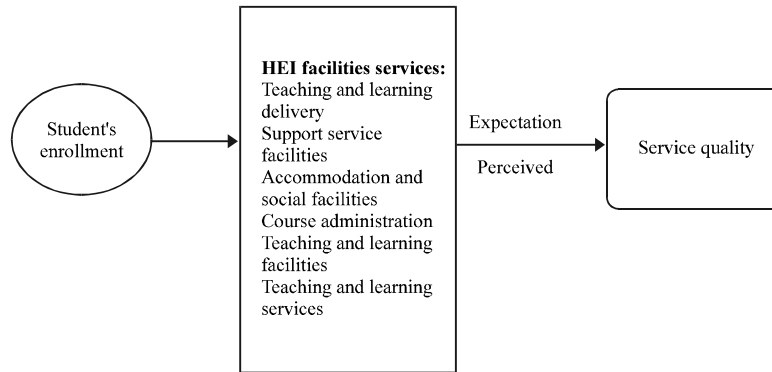 Student's
enrollment
HEI facilities services:
Teaching and learning
delivery
Support service
facilities
Accommodation and
social facilities
Course administration
Teaching and learning
facilities
Teaching and learning
services
Expectation
Perceived
Service quality